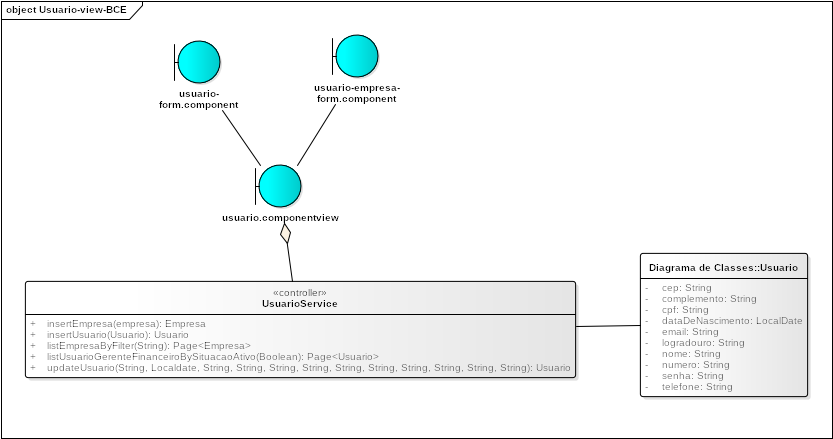 object Usuario-view-BCE
usuario-
form.component
usuario-empresa-
form.component
usuario.componentview
«controller»
UsuarioService
+ insertEmpresa(empresa): Empresa
+ insertUsuario(Usuario): Usuario
+ listEmpresaByFilter(String): Page<Empresa>
+ listUsuarioGerenteFinanceiroBySituacaoAtivo(Boolean): Page<Usuario>
+ updateUsuario(String, Localdate, String, String, String, String, String, String, String, String, String, String): Usuario
Diagrama de Classes::Usuario
- cep: String
- complemento: String
- cpf: String
- dataDeNascimento: LocalDate
- email: String
- logradouro: String
- nome: String
- numero: String
- senha: String
- telefone: String